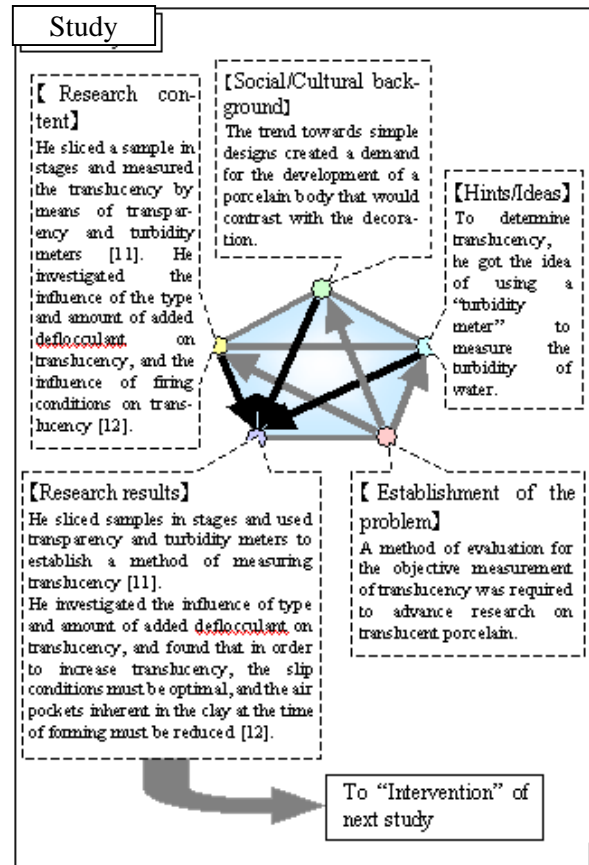 Study
【 Research con-
tent】
He sliced a sample in
stages and measured
the translucency by
means of transpar-
ency and turbidity
meters [11]. He
investigated the
influence of the type
and amount of added
deflocculant on
translucency, and the
influence of firing
conditions on trans-
lucency [12].
【Social/Cultural back-
ground】
The trend towards simple
designs created a demand
for the development of a
porcelain body that would
contrast with the decora-
tion.
【Hints/Ideas】
To determine
translucency,
he got the idea
of using a
“turbidity
meter” to
measure the
turbidity of
water.
【Research results】
He sliced samples in stages and used
transparency and turbidity meters to
establish a method of measuring
translucency [11].
He investigated the influence of type
and amount of added deflocculant on
translucency, and found that in order
to increase translucency, the slip
conditions must be optimal, and the air
pockets inherent in the clay at the time
of forming must be reduced [12].
【 Establishment of the
problem】
A method of evaluation for
the objective measurement
of translucency was required
to advance research on
translucent porcelain.
To “Intervention” of
next study